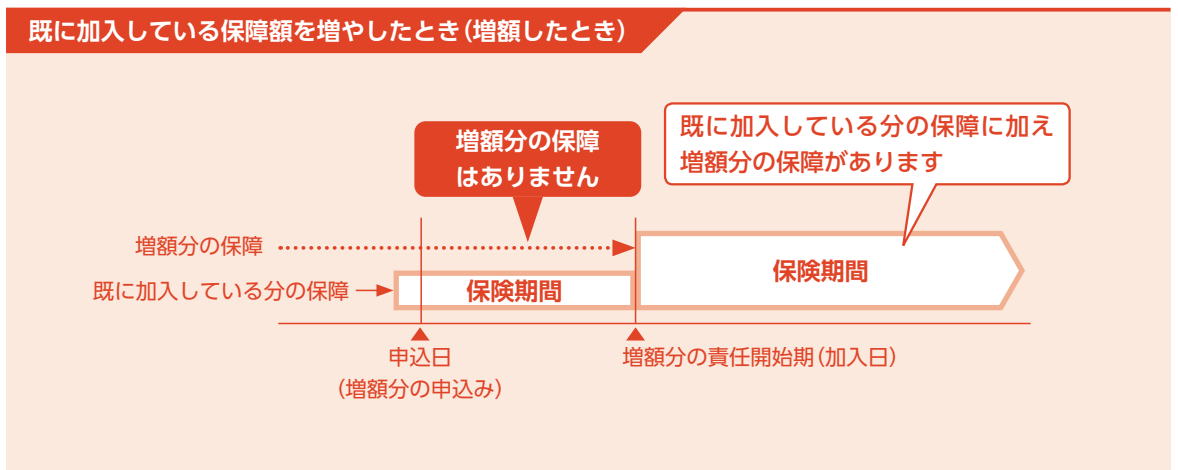 既に加入している保障額を増やしたとき(増額したとき)
増額分の保障
はありません
既に加入している分の保障に加え
増額分の保障があります
増額分の保障
保険期間
既に加入している分の保障
保険期間
申込日
(増額分の申込み)
増額分の責任開始期(加入日)